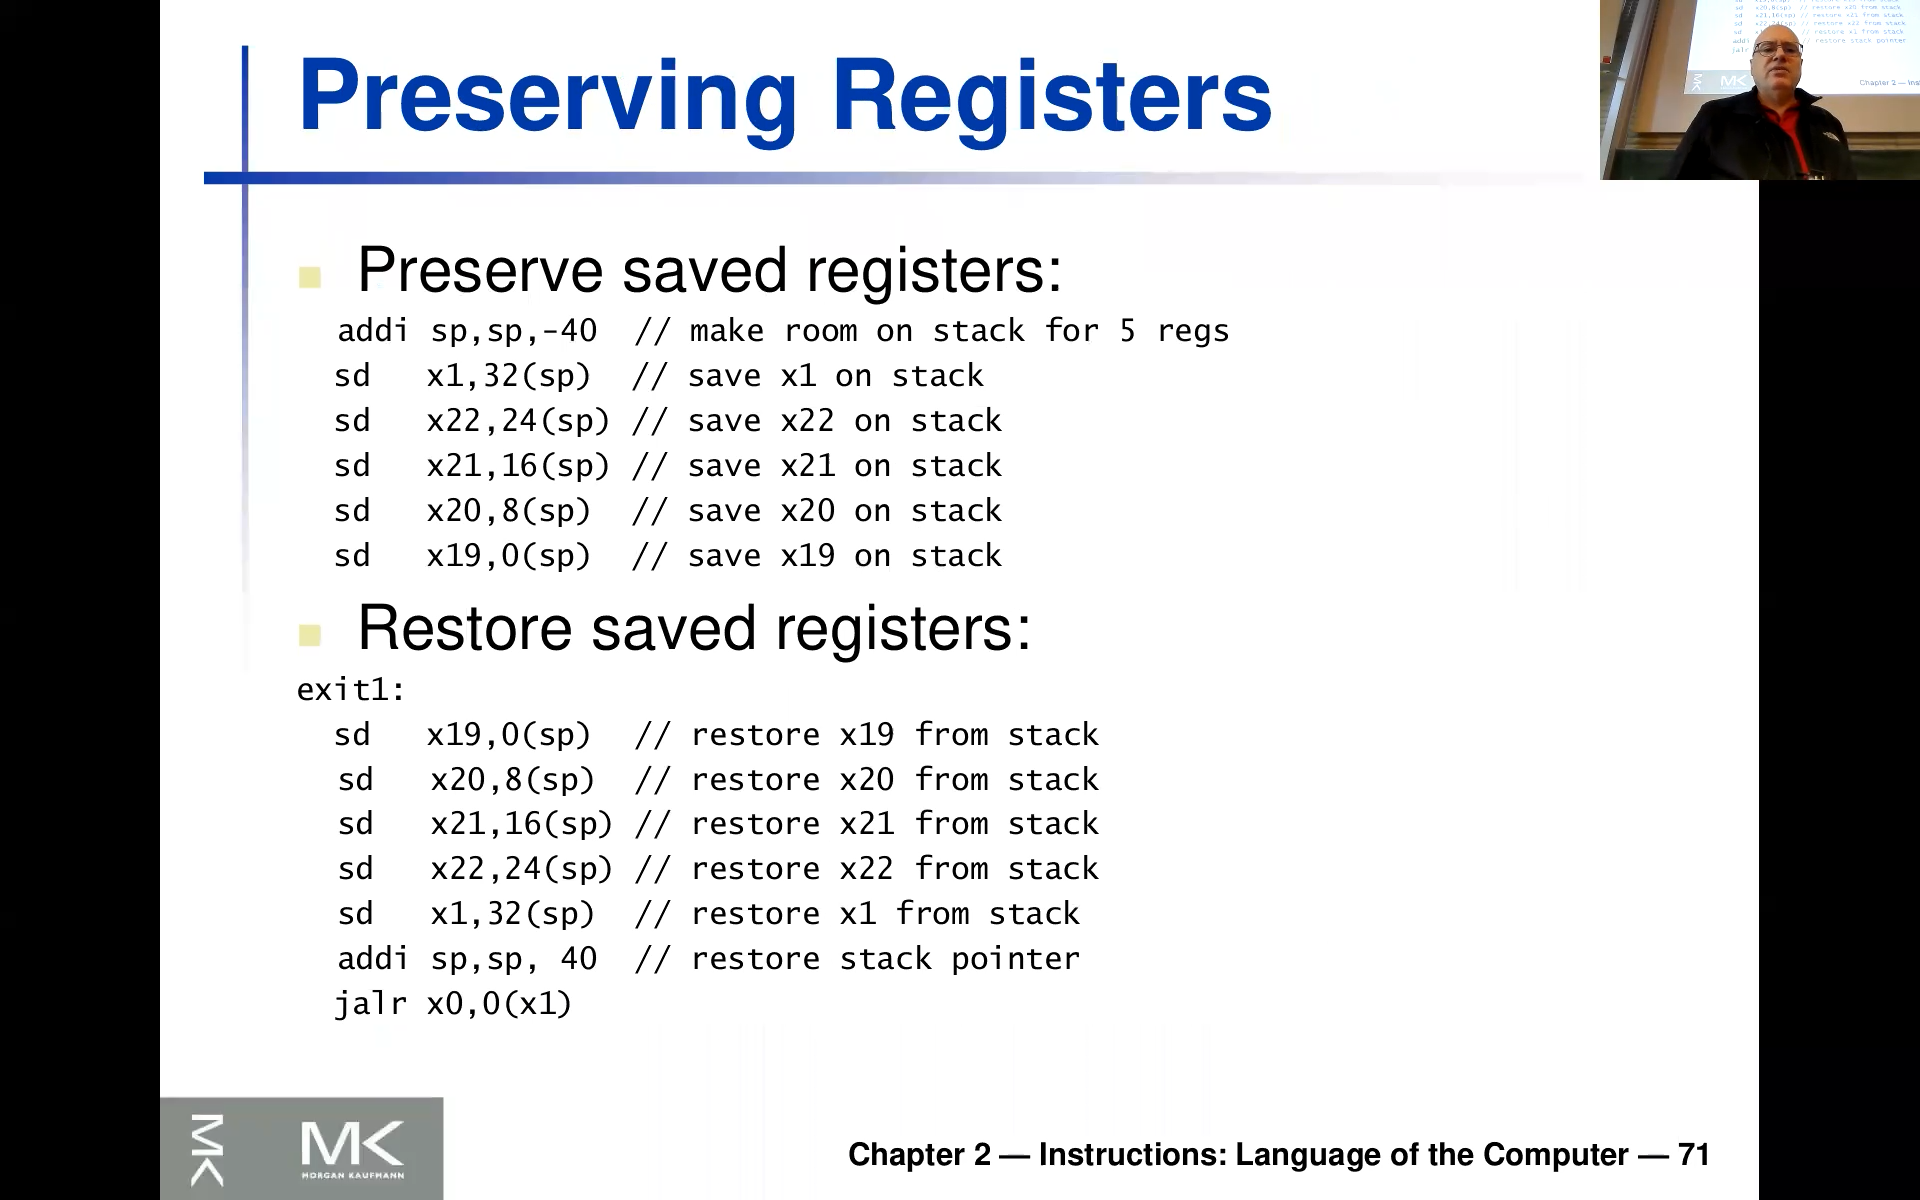 Preserving Registers
Preserve saved registers:
addi sp,sp,-40 // make room on stack for 5 regs
sd x1,32(sp) // save x1 on stack
sd x22,24(sp) // save x22 on stack
sd x21,16(sp) // save x21 on stack
sd x20,8(sp) // save x20 on stack
sd x19,0(sp) // save x19 on stack
Restore saved registers:
exit1:
sd x19,0(sp) // restore x19 from stack
sd x20,8(sp) // restore x20 from stack
sd x21,16(sp) // restore x21 from stack
sd x22,24(sp) // restore x22 from stack
sd x1,32(sp) // restore x1 from stack
addi sp,sp, 40 // restore stack pointer
jalr x0,0(x1)
MK
MK
MORGAN KAUFMANN
Chapter 2 — Instructions: Language of the Computer — 71